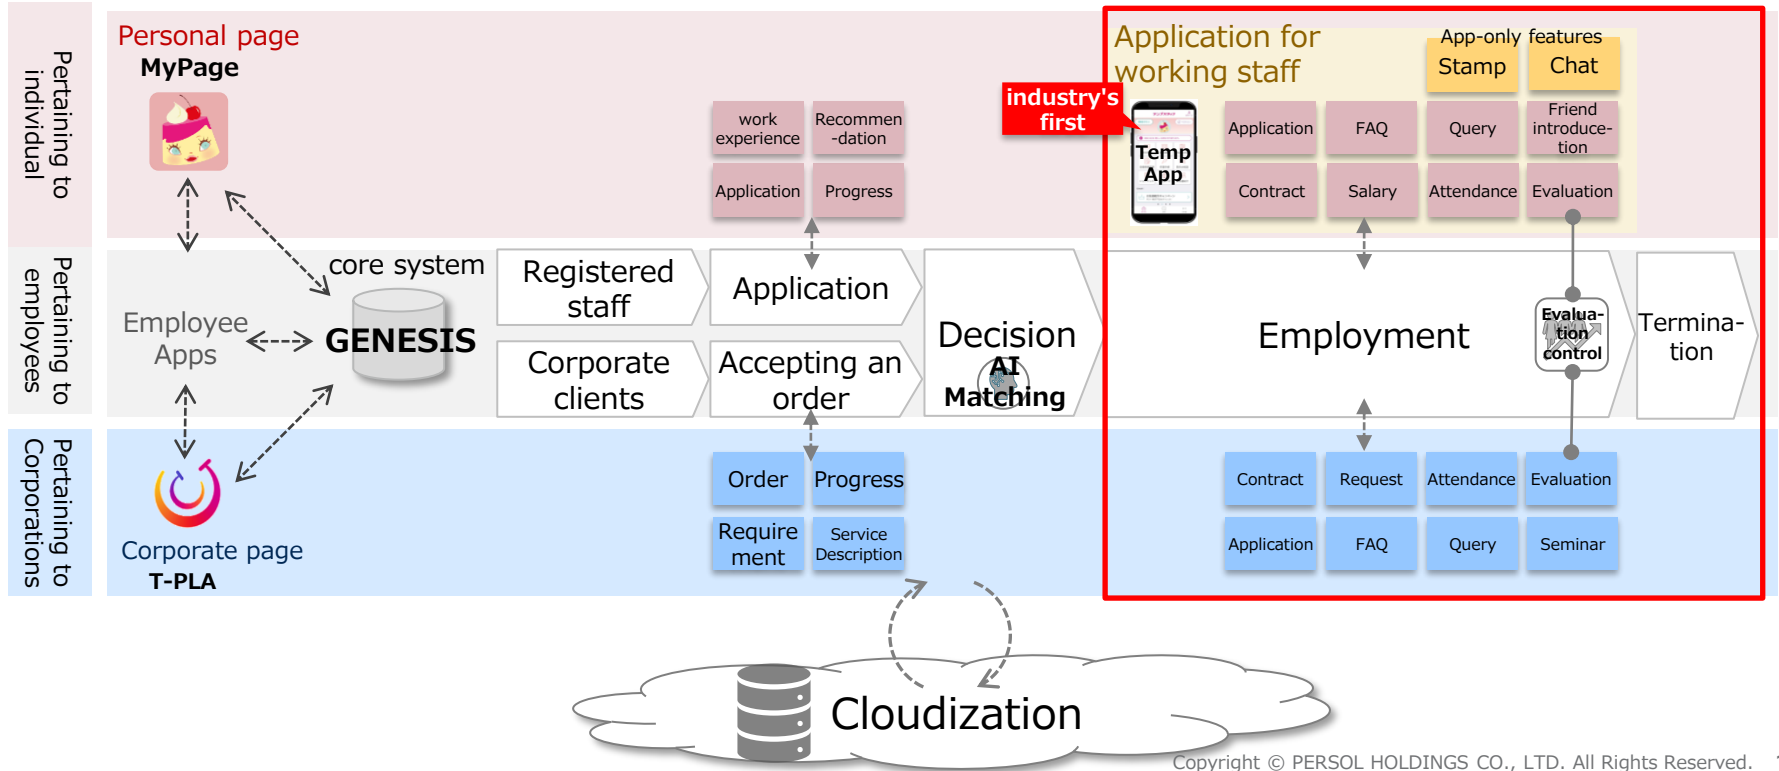 Pertaining to
individual
Personal page
MyPage
work
experience
Recommen
-dation
Application
Progress
Application for
working staff
industry's
first
Temp
App
App-only features
Stamp
Chat
Application
FAQ
Query
Friend
introduce-
tion
Contract
Salary
Attendance
Evaluation
Pertaining to
employees
Employee
Apps
core system
GENESIS
Registered
staff
Application
Corporate
clients
Accepting an
order
Decision
AI
Matching
Employment
Evalua-
tion
control
Termina-
tion
Pertaining to
Corporations
Corporate page
T-PLA
Order
Progress
Require
ment
Service
Description
Contract
Request
Attendance
Evaluation
Application
FAQ
Query
Seminar
Cloudization
Copyright © PERSOL HOLDINGS CO., LTD. All Rights Reserved.